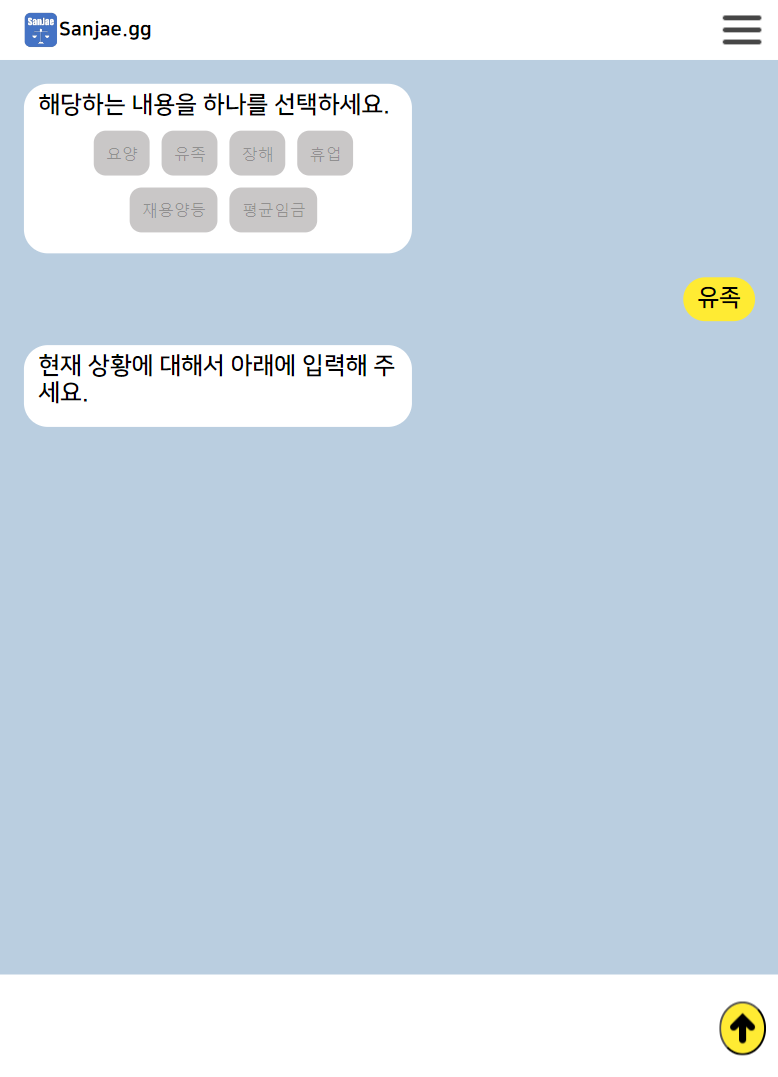 SanJae
Sanjae.gg
해당하는 내용을 하나를 선택하세요.
요양 유족 장해 휴업
재용양등 평균임금
유족
현재 상황에 대해서 아래에 입력해 주
세요.